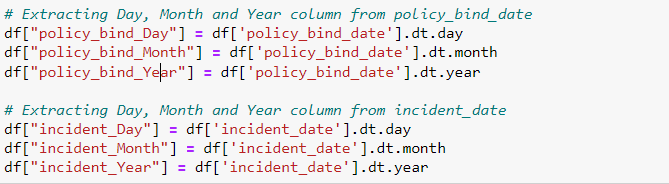 # Extracting Day, Month and Year column from policy_bind_date
df["policy_bind_Day"] = df['policy_bind_date'].dt.day
df["policy_bind_Month"] = df['policy_bind_date'].dt.month
df["policy_bind_Year"] = df['policy_bind_date'].dt.year
# Extracting Day, Month and Year column from incident_date
df["incident_Day"] = df['incident_date'].dt.day
df["incident_Month"] = df['incident_date'].dt.month
df["incident_Year"] = df['incident_date'].dt.year